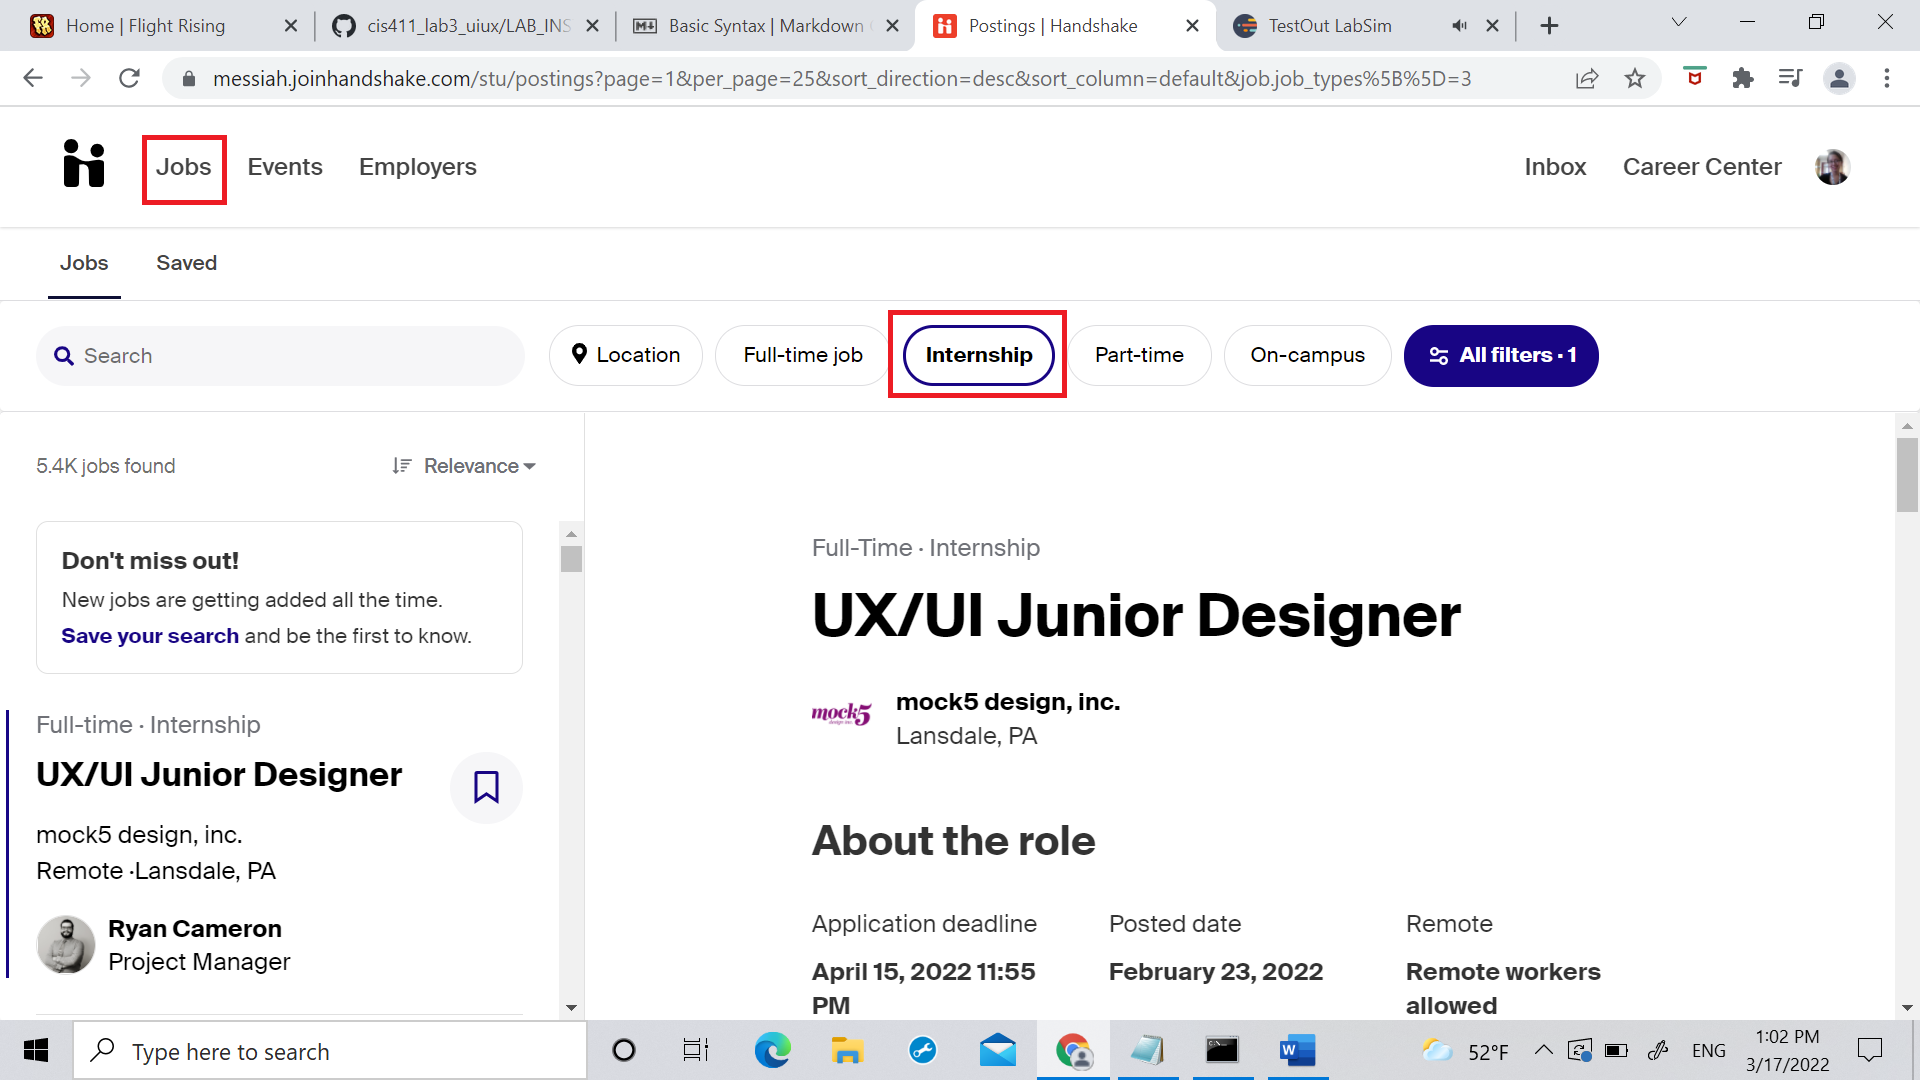 Home | Flight Rising
cis411_lab3_uiux/LAB_INS
Basic Syntax | Markdown
Postings | Handshake
TestOut LabSim
messiah.joinhandshake.com/stu/postings?page=1&per_page=25&sort_direction=desc&sort_column=default&job.job_types%5B%5D=3
Jobs Events Employers
Inbox Career Center
Jobs Saved
Search
Location
Full-time job
Internship
Part-time
On-campus
All filters · 1
5.4K jobs found
Relevance
Don't miss out!
New jobs are getting added all the time.
Save your search and be the first to know.
Full-time · Internship
UX/UI Junior Designer
mock5 design, inc.
Remote ·Lansdale, PA
Ryan Cameron
Project Manager
Full-Time · Internship
UX/UI Junior Designer
mock5
mock5 design, inc.
Lansdale, PA
About the role
Application deadline
April 15, 2022 11:55
PM
Posted date
February 23, 2022
Remote
Remote workers
allowed
Type here to search
52°F
ENG
1:02 PM
3/17/2022